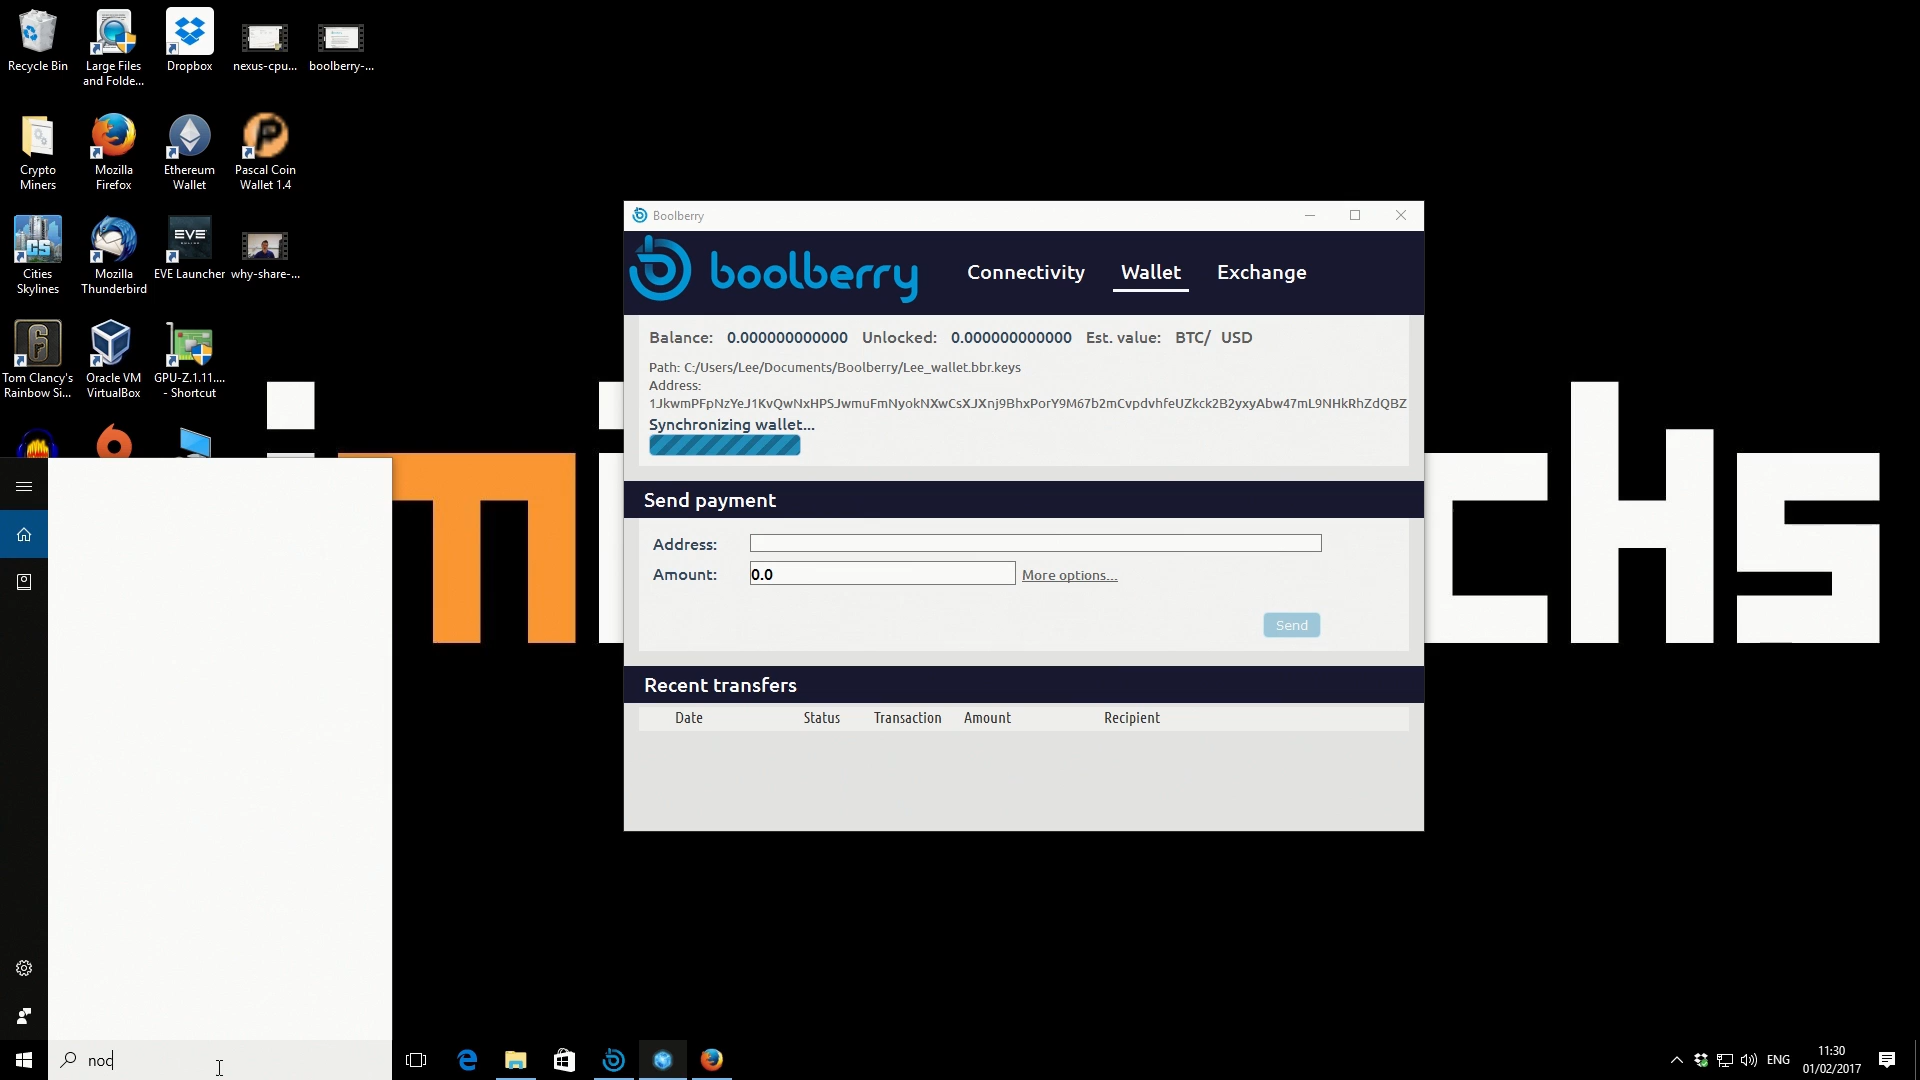 Recycle Bin
Large Files
and Folde...
Dropbox
nexus-cpu...
boolberry-...
Crypto
Miners
Mozilla
Firefox
Ethereum
Wallet
Pascal Coin
Wallet 1.4
Cities
Skylines
Mozilla
Thunderbird
EVE Launcher
why-share-...
Tom Clancy's
Rainbow Si...
Oracle VM
VirtualBox
GPU-Z.1.11....
- Shortcut
Boolberry
boolberry
Connectivity
Wallet
Exchange
Balance: 0.000000000000 Unlocked: 0.000000000000 Est. value: BTC/ USD
Path: C:/Users/Lee/Documents/Boolberry/Lee_wallet.bbr.keys
Address:
1JkwmPFpNzYeJ1KvQwNxHPSJwmuFmNyokNXwCsXJXnj9BhxPorY9M67b2mCvpdvhfeUZkck2B2yxyAbw47mL9NHkRhZdQBZ
Synchronizing wallet...
Send payment
Address:
Amount: 0.0 More options...
Send
Recent transfers
Date Status Transaction Amount Recipient
noc
ENG
11:30
01/02/2017